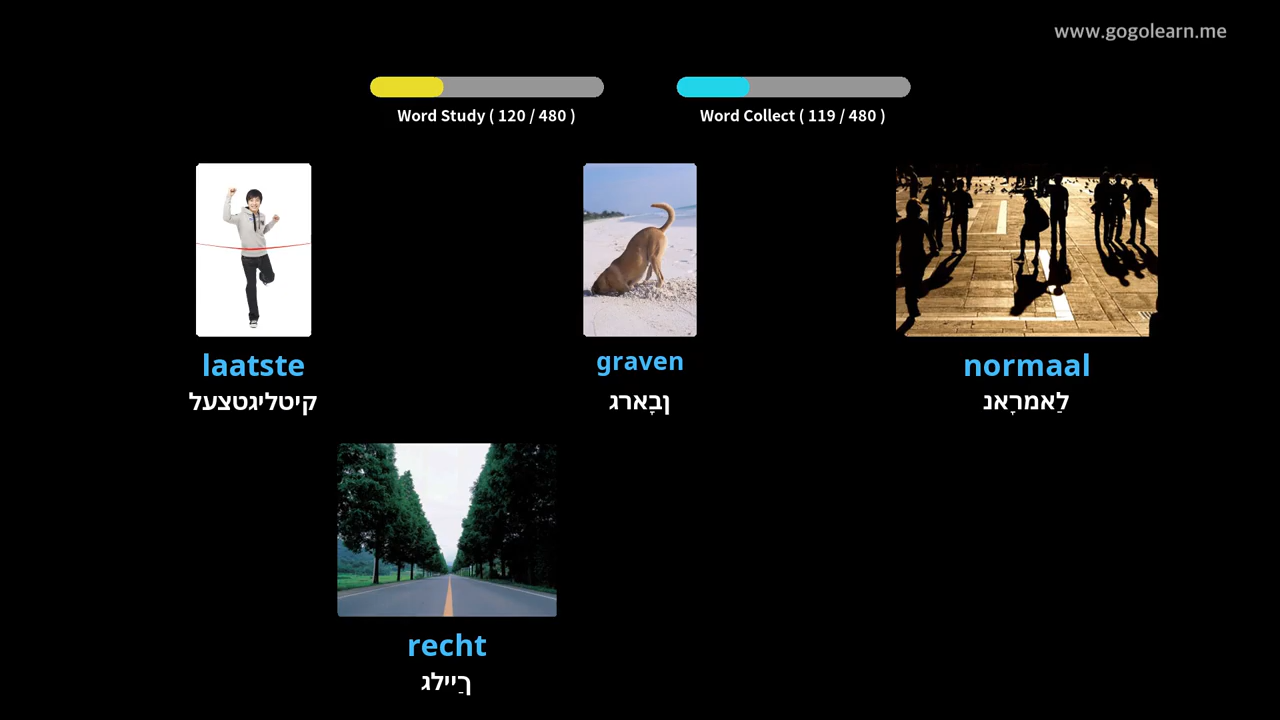 www.gogolearn.me
Word Study ( 120 / 480 )
Word Collect ( 119 / 480 )
laatste
קיטליגטצעל
graven
ןבָארג
normaal
לַאמרָאנ
recht
ךַיילג